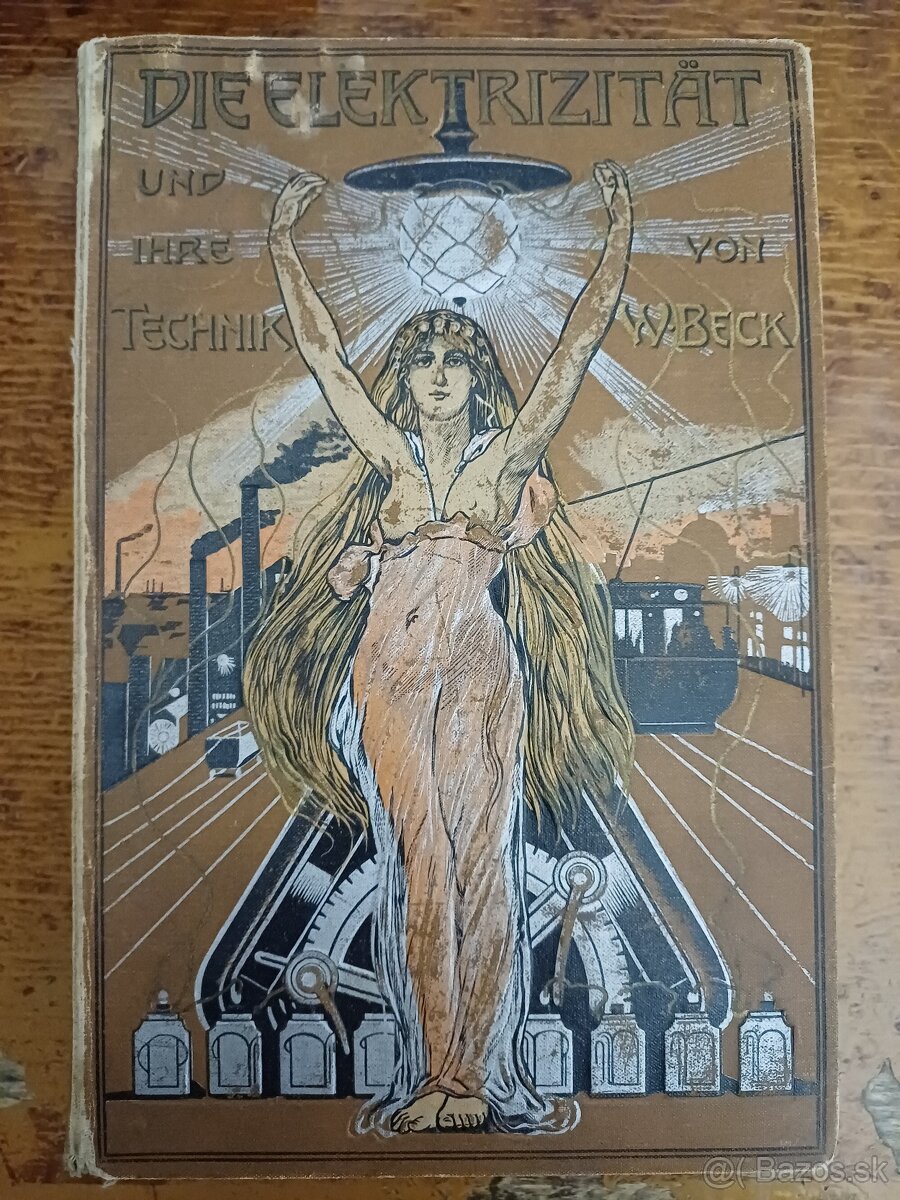 DIE ELEKTRIZITÄT
UND
IHRE
TECHNIK
VON
W. BECK
@( Bazos.sk